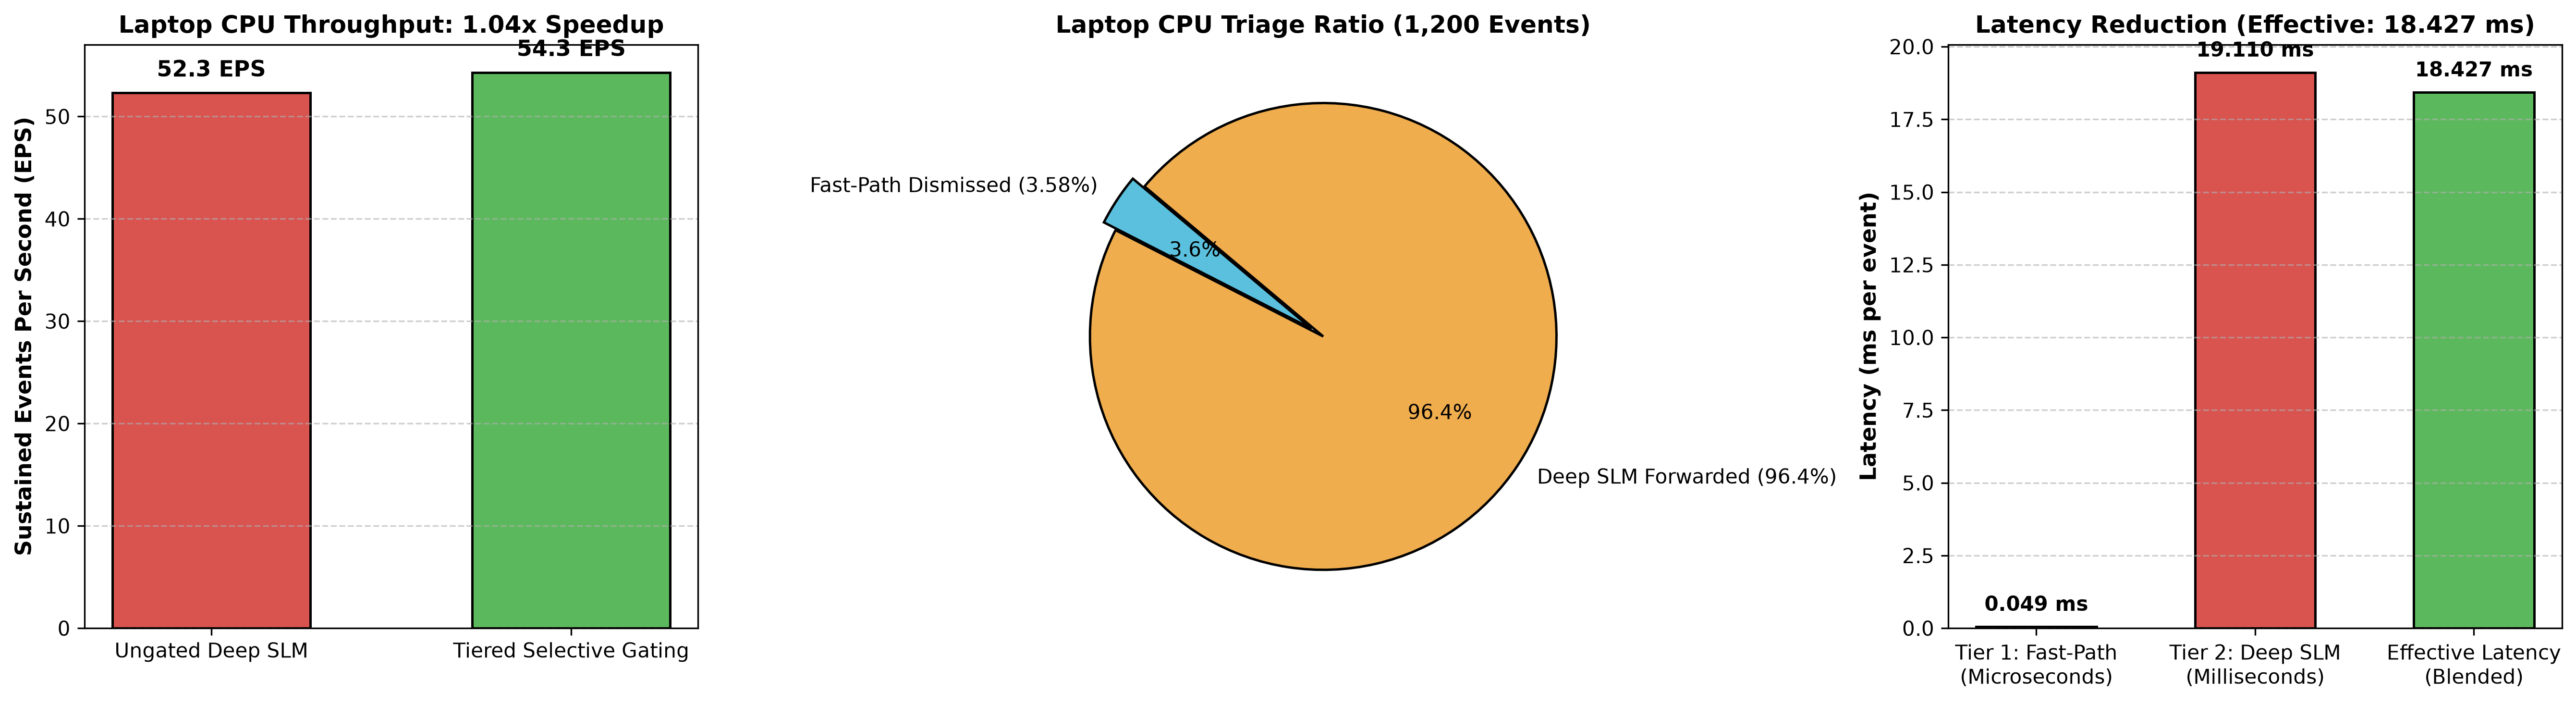 Laptop CPU Throughput: 1.04x Speedup
54.3 EPS
52.3 EPS
Sustained Events Per Second (EPS)
50
40
30
20
10
0
Ungated Deep SLM
Tiered Selective Gating
Laptop CPU Triage Ratio (1,200 Events)
Fast-Path Dismissed (3.58%)
3.6%
96.4%
Deep SLM Forwarded (96.4%)
Latency Reduction (Effective: 18.427 ms)
19.110 ms
18.427 ms
0.049 ms
Latency (ms per event)
20.0
17.5
15.0
12.5
10.0
7.5
5.0
2.5
0.0
Tier 1: Fast-Path
(Microseconds)
Tier 2: Deep SLM
(Milliseconds)
Effective Latency
(Blended)